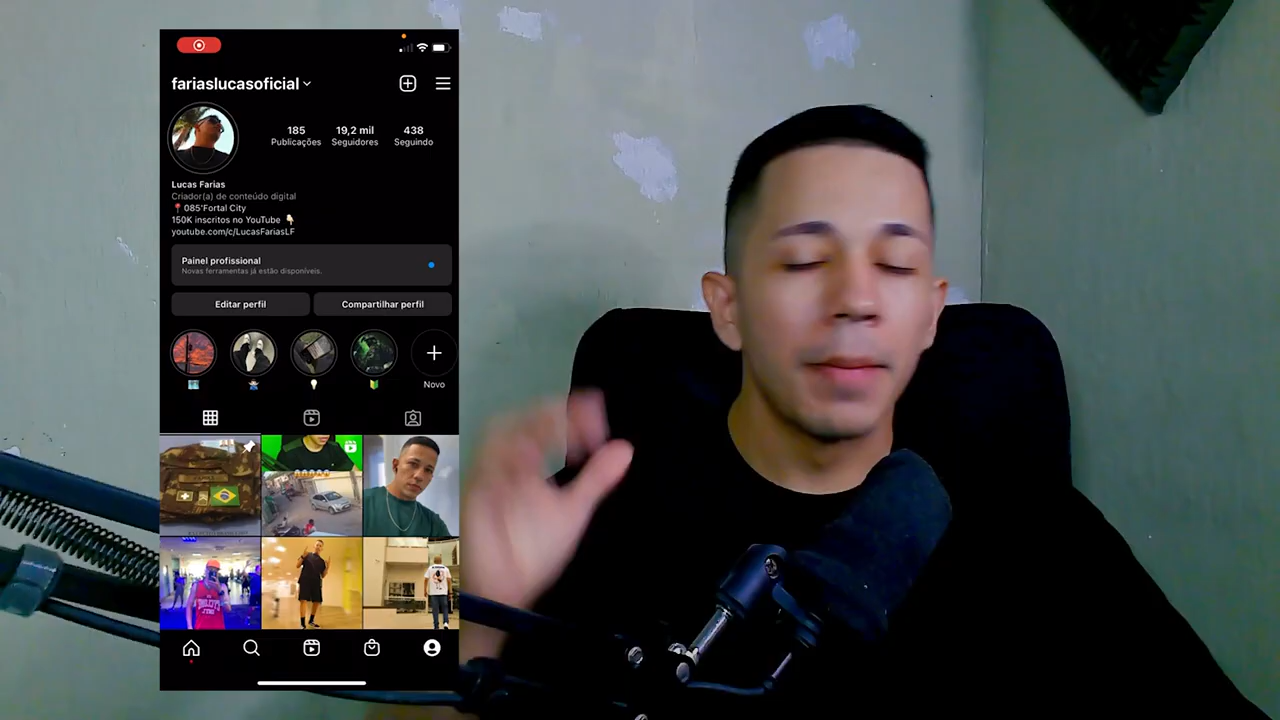 fariaslucasoficial
185
19,2 mil
438
Publicações
Seguidores
Seguindo
Lucas Farias
Criador(a) de conteúdo digital
085'Fortal City
150K inscritos no YouTube
youtube.com/c/LucasFariasLF
Painel profissional
Novas ferramentas já estão disponíveis.
Editar perfil
Compartilhar perfil
Novo